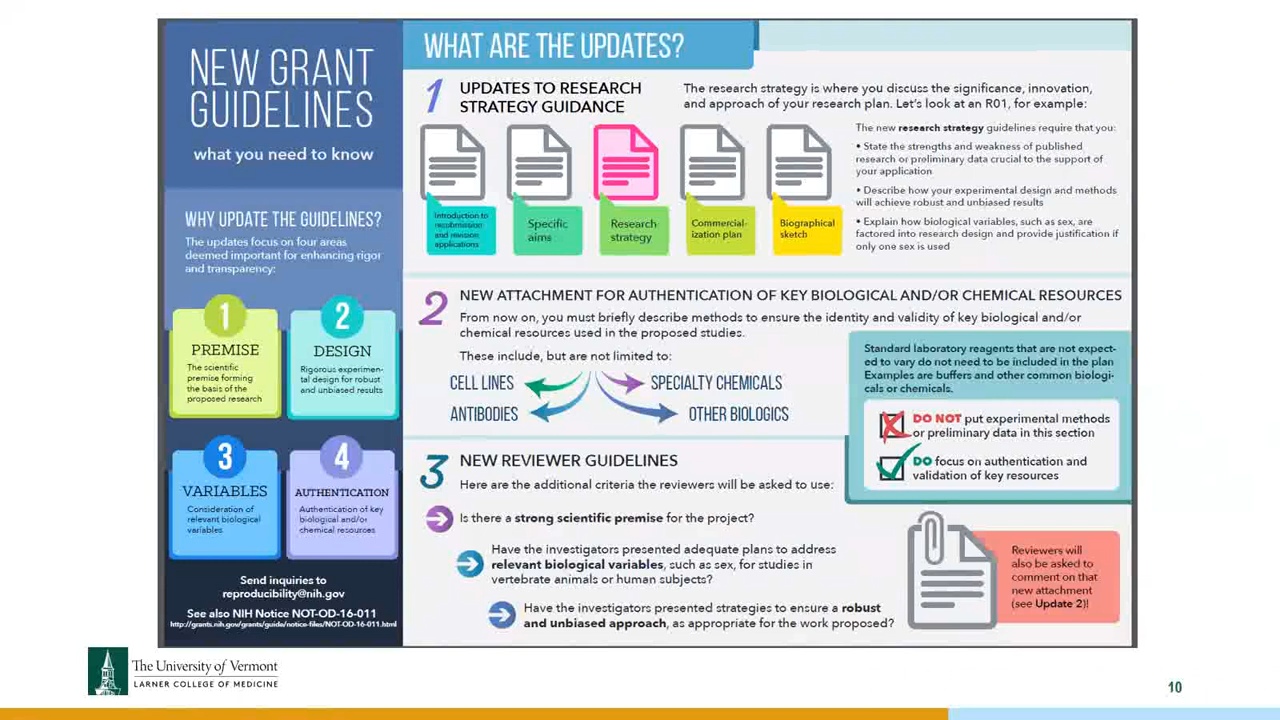 NEW GRANT
GUIDELINES
what you need to know
WHY UPDATE THE GUIDELINES?
The updates focus on four areas
deemed important for enhancing rigor
and transparency:
1
PREMISE
The scientific
premise forming
the basis of the
proposed research
2
DESIGN
Rigorous experimen-
tal design for robust
and unbiased results
3
VARIABLES
Consideration of
relevant biological
variables
4
AUTHENTICATION
Authentication of key
biological and/or
chemical resources
Send inquiries to
reproducibility@nih.gov
See also NIH Notice NOT-OD-16-011
http://grants.nih.gov/grants/guide/notice-files/NOT-OD-16-011.html
WHAT ARE THE UPDATES?
1 UPDATES TO RESEARCH
STRATEGY GUIDANCE
The research strategy is where you discuss the significance, innovation,
and approach of your research plan. Let's look at an R01, for example:
Introduction to
resubmission
and revision
applications
Specific
aims
Research
strategy
Commercial-
ization plan
Biographical
sketch
The new research strategy guidelines require that you:
• State the strengths and weakness of published
research or preliminary data crucial to the support of
your application
• Describe how your experimental design and methods
will achieve robust and unbiased results
• Explain how biological variables, such as sex, are
factored into research design and provide justification if
only one sex is used
2 NEW ATTACHMENT FOR AUTHENTICATION OF KEY BIOLOGICAL AND/OR CHEMICAL RESOURCES
From now on, you must briefly describe methods to ensure the identity and validity of key biological and/or
chemical resources used in the proposed studies.
These include, but are not limited to:
CELL LINES
SPECIALTY CHEMICALS
ANTIBODIES
OTHER BIOLOGICS
Standard laboratory reagents that are not expect-
ed to vary do not need to be included in the plan
Examples are buffers and other common biologi-
cals or chemicals.
DO NOT put experimental methods
or preliminary data in this section
DO focus on authentication and
validation of key resources
3 NEW REVIEWER GUIDELINES
Here are the additional criteria the reviewers will be asked to use:
Is there a strong scientific premise for the project?
Have the investigators presented adequate plans to address
relevant biological variables, such as sex, for studies in
vertebrate animals or human subjects?
Have the investigators presented strategies to ensure a robust
and unbiased approach, as appropriate for the work proposed?
Reviewers will
also be asked to
comment on that
new attachment
(see Update 2)!
The University of Vermont
LARNER COLLEGE OF MEDICINE
10